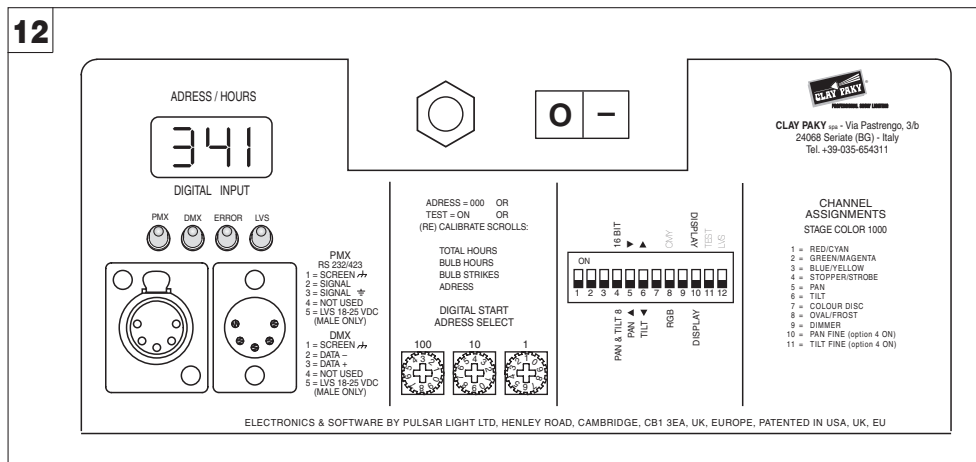 12
ADRESS / HOURS
341
DIGITAL INPUT
PMX DMX ERROR LVS
PMX
RS 232/423
1 = SCREEN
2 = SIGNAL
3 = SIGNAL
4 = NOT USED
5 = LVS 18-25 VDC
(MALE ONLY)
DMX
1 = SCREEN
2 = DATA –
3 = DATA +
4 = NOT USED
5 = LVS 18-25 VDC
(MALE ONLY)
O –
ADRESS = 000 OR
TEST = ON OR
(RE) CALIBRATE SCROLLS:
TOTAL HOURS
BULB HOURS
BULB STRIKES
ADRESS
DIGITAL START
ADRESS SELECT
100 10 1
16 BIT ▼ ▲ CMY DISPLAY TEST LVS
ON
1 2 3 4 5 6 7 8 9 10 11 12
PAN & TILT 8 PAN ▲ TILT ▼ RGB DISPLAY
CLAY PAKY
PROFESSIONAL SHOW LIGHTING
CLAY PAKY spa - Via Pastrengo, 3/b
24068 Seriate (BG) - Italy
Tel. +39-035-654311
CHANNEL
ASSIGNMENTS
STAGE COLOR 1000
1 = RED/CYAN
2 = GREEN/MAGENTA
3 = BLUE/YELLOW
4 = STOPPER/STROBE
5 = PAN
6 = TILT
7 = COLOUR DISC
8 = OVAL/FROST
9 = DIMMER
10 = PAN FINE (option 4 ON)
11 = TILT FINE (option 4 ON)
ELECTRONICS & SOFTWARE BY PULSAR LIGHT LTD, HENLEY ROAD, CAMBRIDGE, CB1 3EA, UK, EUROPE, PATENTED IN USA, UK, EU